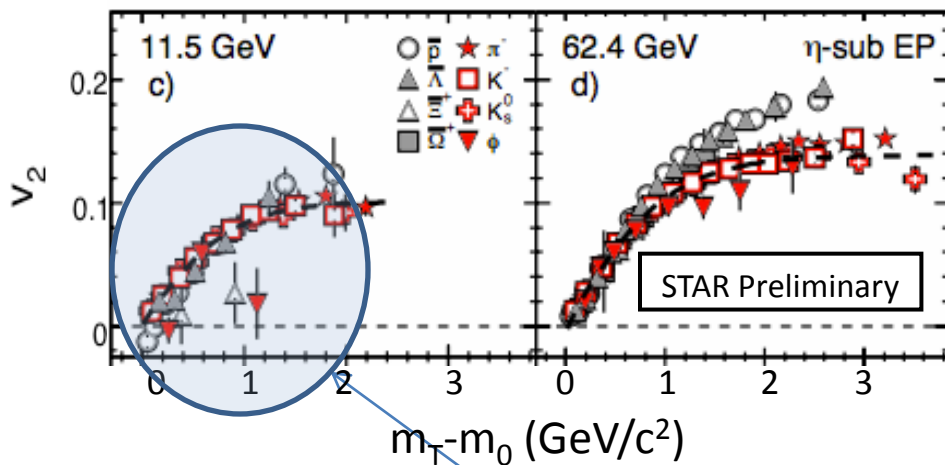 11.5 GeV
c)
p̅ π⁻
Λ̅ K⁻
Ξ̅⁺ K⁰ₛ
Ω̅⁺ ϕ
62.4 GeV η-sub EP
d)
STAR Preliminary
v₂
0.2
0.1
0
0 1 2 3
0 1 2 3
m_T-m₀ (GeV/c²)